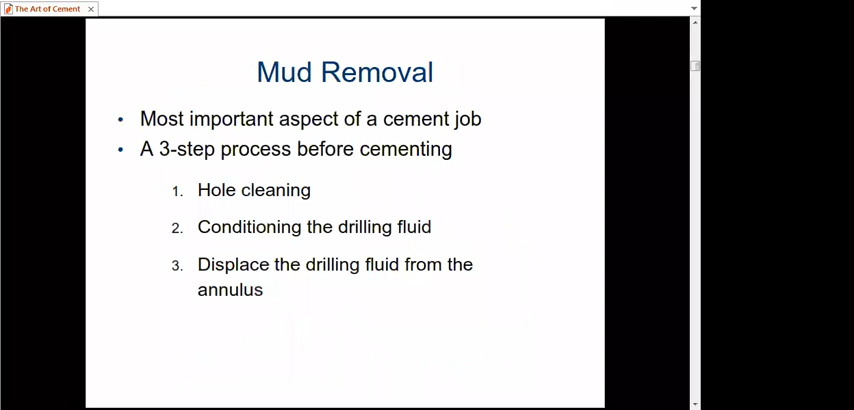 The Art of Cement
Mud Removal
• Most important aspect of a cement job
• A 3-step process before cementing
1. Hole cleaning
2. Conditioning the drilling fluid
3. Displace the drilling fluid from the
annulus